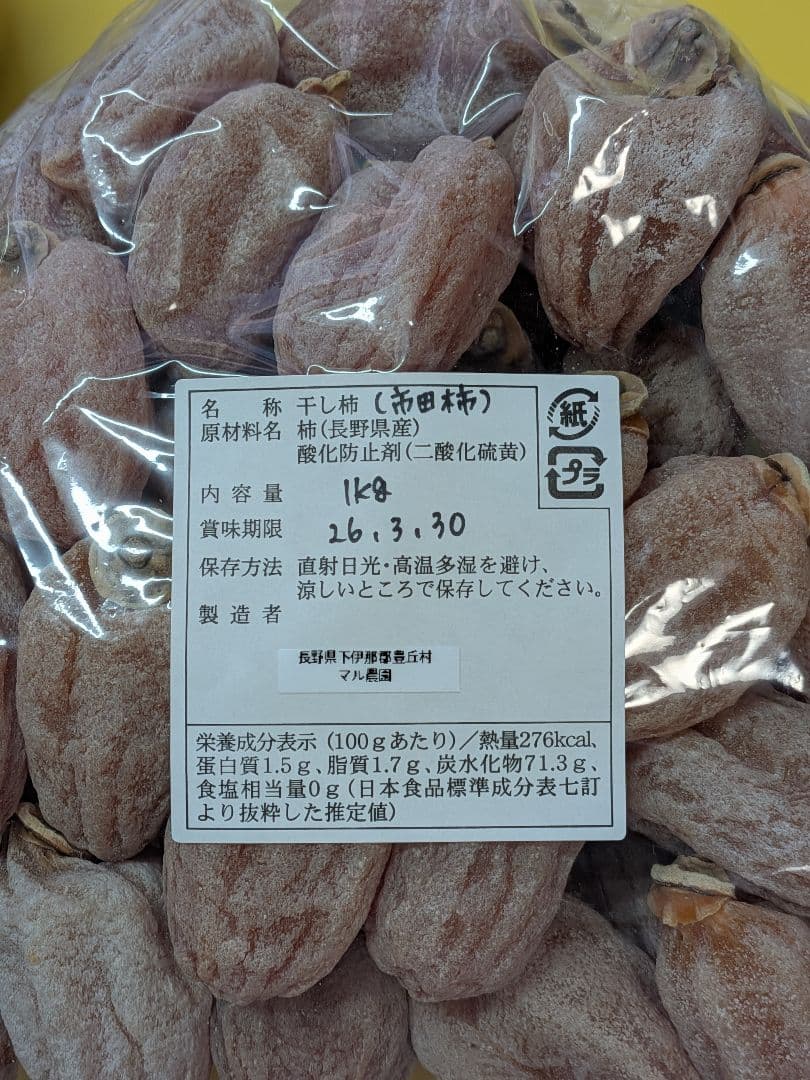 名称 干し柿 (市田柿)
原材料名 柿(長野県産)
酸化防止剤(二酸化硫黄)
紙
プラ
内容量 1kg
賞味期限 26.3.30
保存方法 直射日光・高温多湿を避け、
涼しいところで保存してください。
製造者
長野県下伊那郡豊丘村
マル農園
栄養成分表示 (100gあたり)/熱量276kcal、
蛋白質1.5g、脂質1.7g、炭水化物71.3g、
食塩相当量0g(日本食品標準成分表七訂
より抜粋した推定値)